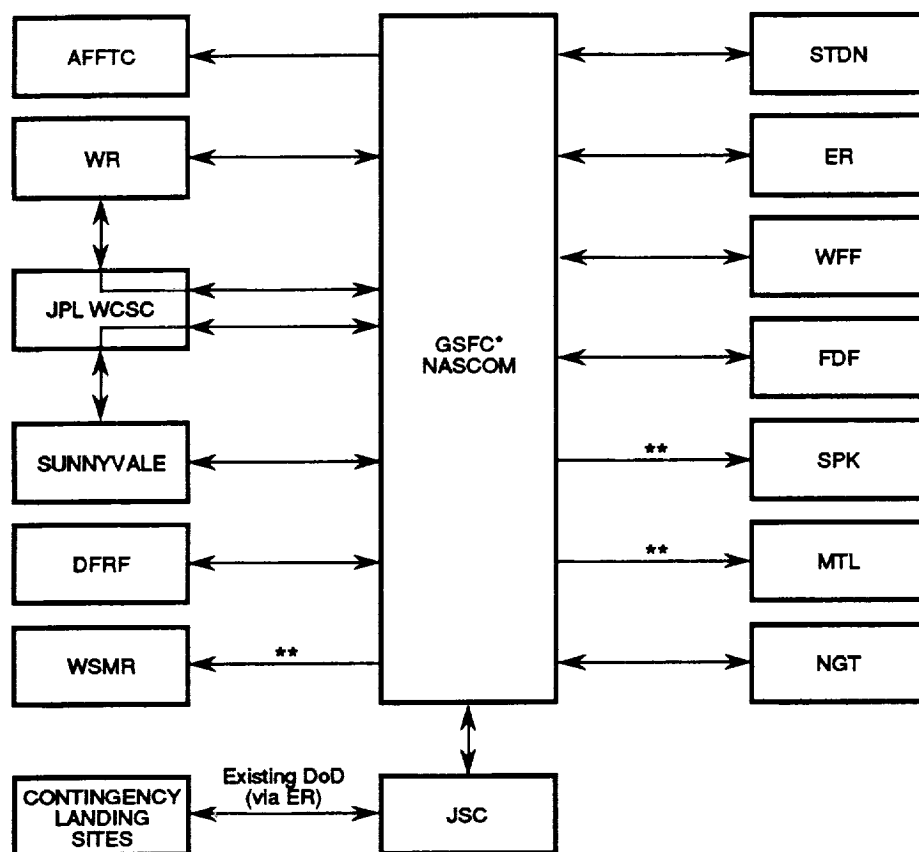 AFFTC
STDN
WR
ER
WFF
JPL WCSC
GSFC*
NASCOM
FDF
SUNNYVALE
**
SPK
DFRF
**
MTL
WSMR
**
NGT
CONTINGENCY
LANDING
SITES
Existing DoD
(via ER)
JSC